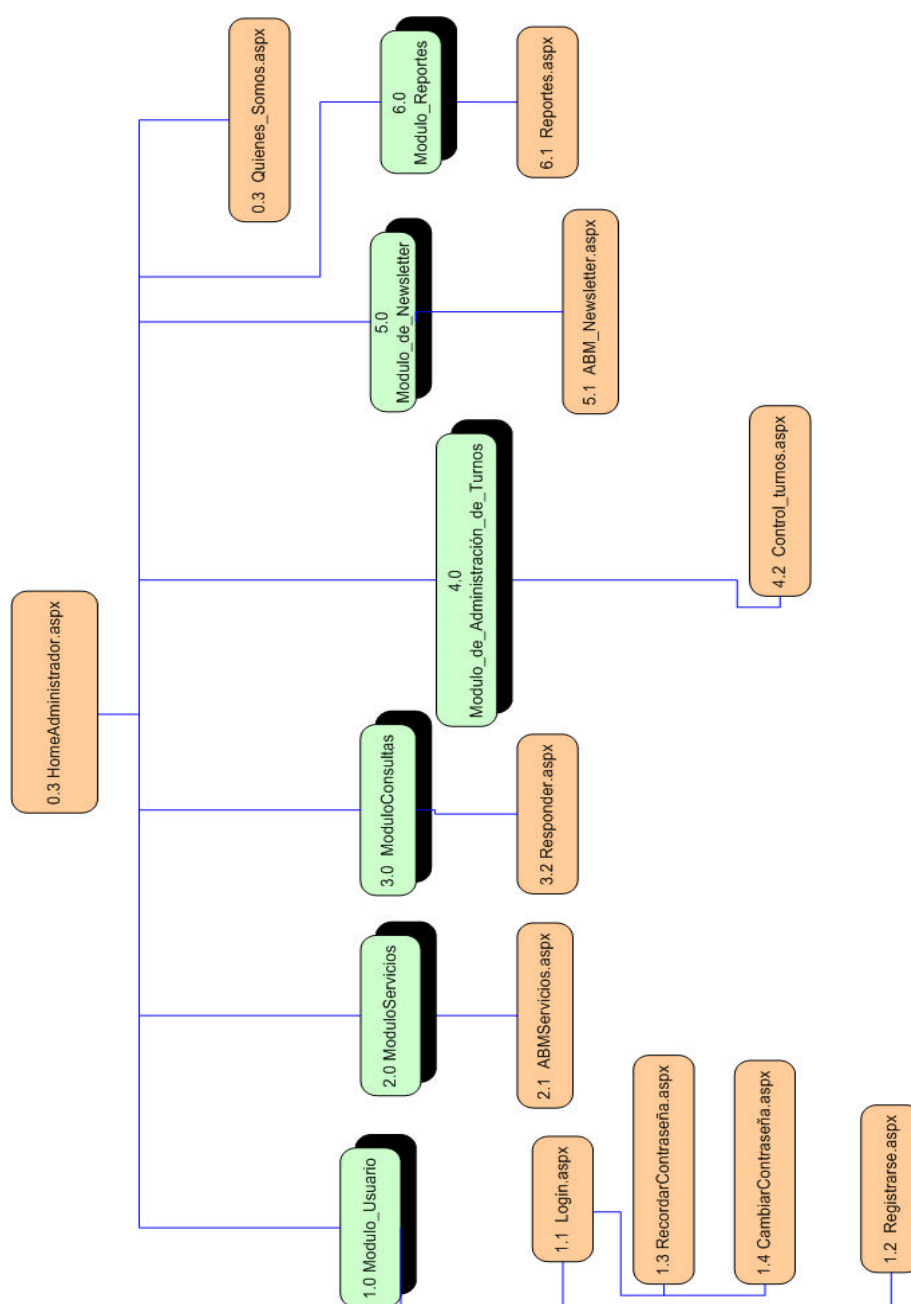 0.3 HomeAdministrador.aspx
1.0 Modulo_Usuario
2.0 ModuloServicios
3.0 ModuloConsultas
4.0
Modulo_de_Administración_de_Turnos
5.0
Modulo_de_Newsletter
6.0
Modulo_Reportes
0.3 Quienes_Somos.aspx
1.1 Login.aspx
1.3 RecordarContraseña.aspx
1.4 CambiarContraseña.aspx
1.2 Registrarse.aspx
2.1 ABMServicios.aspx
3.2 Responder.aspx
4.2 Control_turnos.aspx
5.1 ABM_Newsletter.aspx
6.1 Reportes.aspx